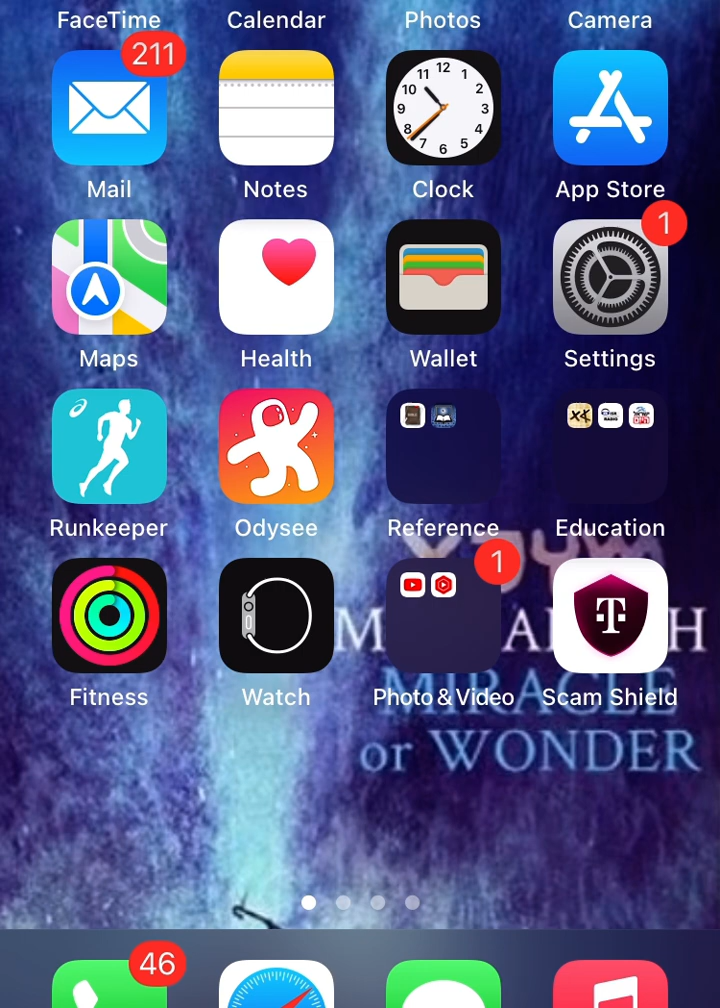 FaceTime Calendar Photos Camera
211
Mail Notes Clock App Store
1
Maps Health Wallet Settings
Runkeeper Odysee Reference Education
1
T
M
H
Fitness Watch Photo & Video Scam Shield
MIRACLE
or WONDER
46